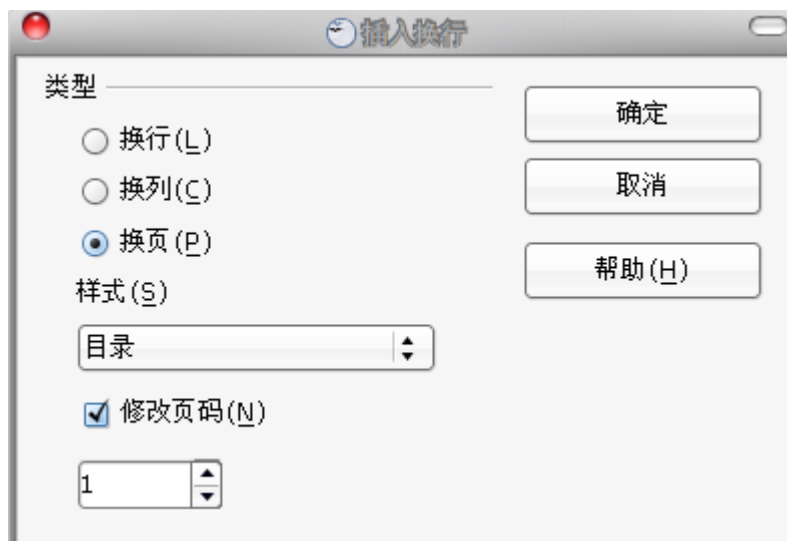 插入换行
类型
换行(L)
换列(C)
换页(P)
样式(S)
目录
修改页码(N)
1
确定
取消
帮助(H)